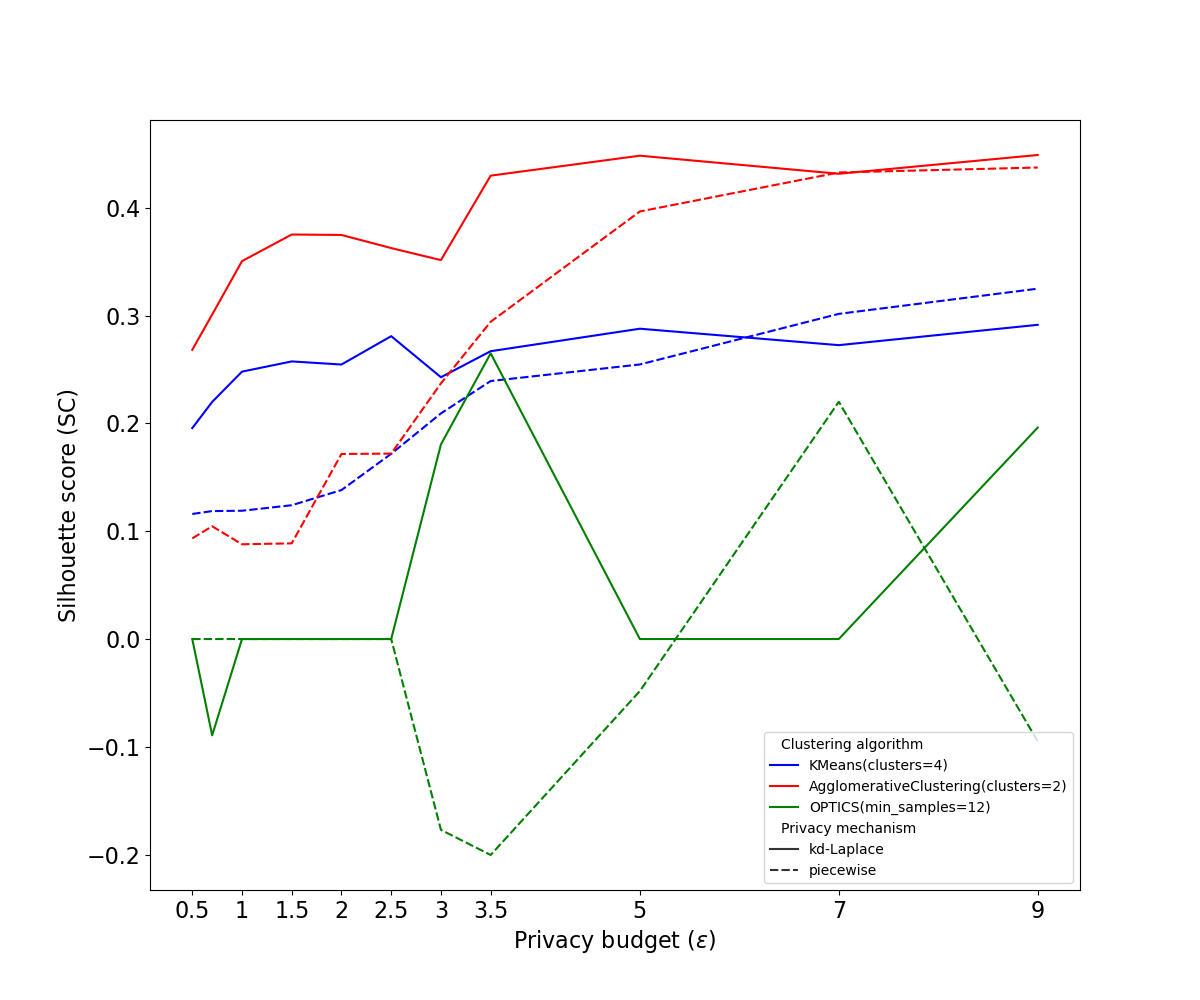 0.4
0.3
0.2
0.1
0.0
−0.1
−0.2
Silhouette score (SC)
0.5 1 1.5 2 2.5 3 3.5 5 7 9
Privacy budget (ε)
Clustering algorithm
KMeans(clusters=4)
AgglomerativeClustering(clusters=2)
OPTICS(min_samples=12)
Privacy mechanism
kd-Laplace
piecewise